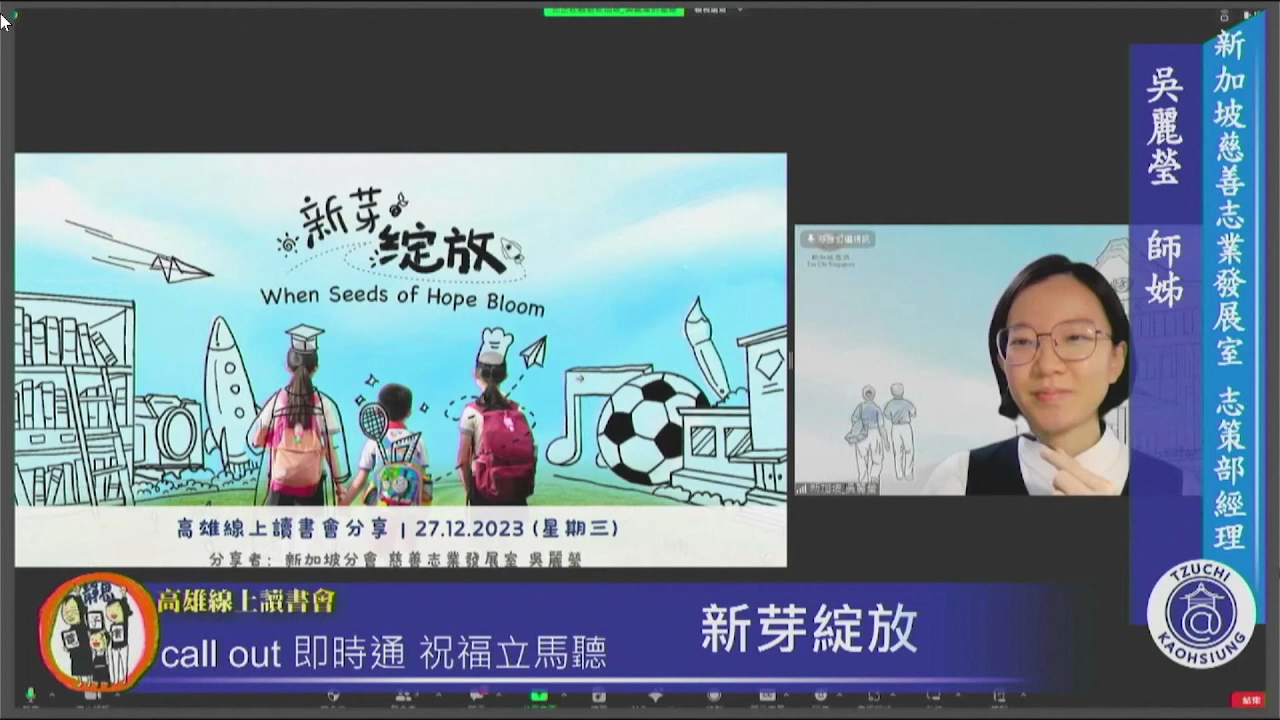 新芽
綻放
When Seeds of Hope Bloom
高雄線上讀書會分享 | 27.12.2023 (星期三)
分享者：新加坡分會 慈善志業發展室 吳麗瑩
新加坡慈善志業發展室 志策部經理
吳麗瑩 師姊
高雄線上讀書會
call out 即時通 祝福立馬聽
新芽綻放
TZUCHI
KAOHSIUNG
結束